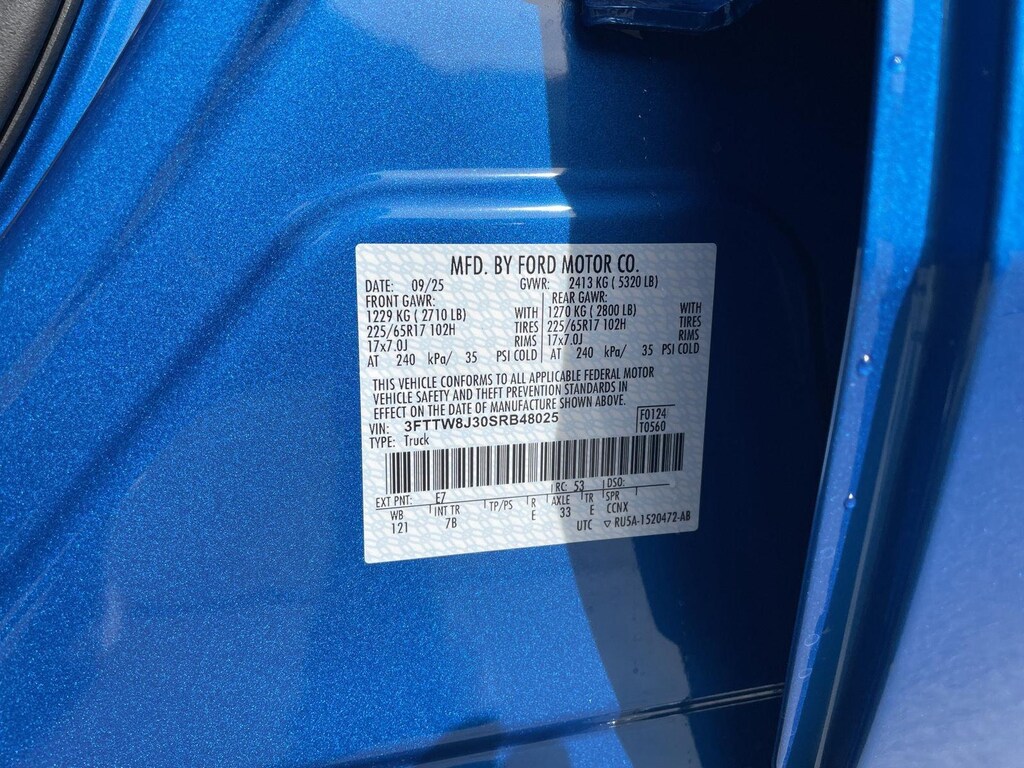 MFD. BY FORD MOTOR CO.
DATE: 09/25 GVWR: 2413 KG ( 5320 LB)
FRONT GAWR: REAR GAWR:
1229 KG ( 2710 LB) WITH 1270 KG ( 2800 LB) WITH
225/65R17 102H TIRES 225/65R17 102H TIRES
17x7.0J RIMS 17x7.0J RIMS
AT 240 kPa/ 35 PSI COLD AT 240 kPa/ 35 PSI COLD
THIS VEHICLE CONFORMS TO ALL APPLICABLE FEDERAL MOTOR
VEHICLE SAFETY AND THEFT PREVENTION STANDARDS IN
EFFECT ON THE DATE OF MANUFACTURE SHOWN ABOVE.
VIN: 3FTTW8J30SRB48025 F0124
TYPE: Truck T0560
EXT PNT: E7 RC: 53 DSO:
WB INT TR TP/PS R AXLE TR SPR
121 7B E 33 E CCNX
UTC ▽ RU5A-1520472-AB